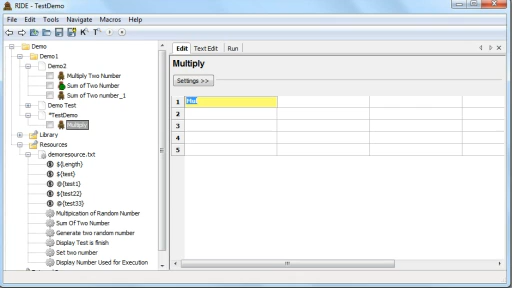 RIDE - TestDemo
File Edit Tools Navigate Macros Help
Demo
Demo1
Demo2
Multiply Two Number
Sum of Two Number
Sum of Two number_1
Demo Test
*TestDemo
Multiply
Library
Resources
demoresource.txt
${Length}
${test}
@{test1}
${test22}
@{test33}
Multipication of Random Number
Sum Of Two Number
Generate two random number
Display Test is finish
Set two number
Display Number Used for Execution
Edit Text Edit Run
Multiply
Settings >>
1 Mul
2
3
4
5